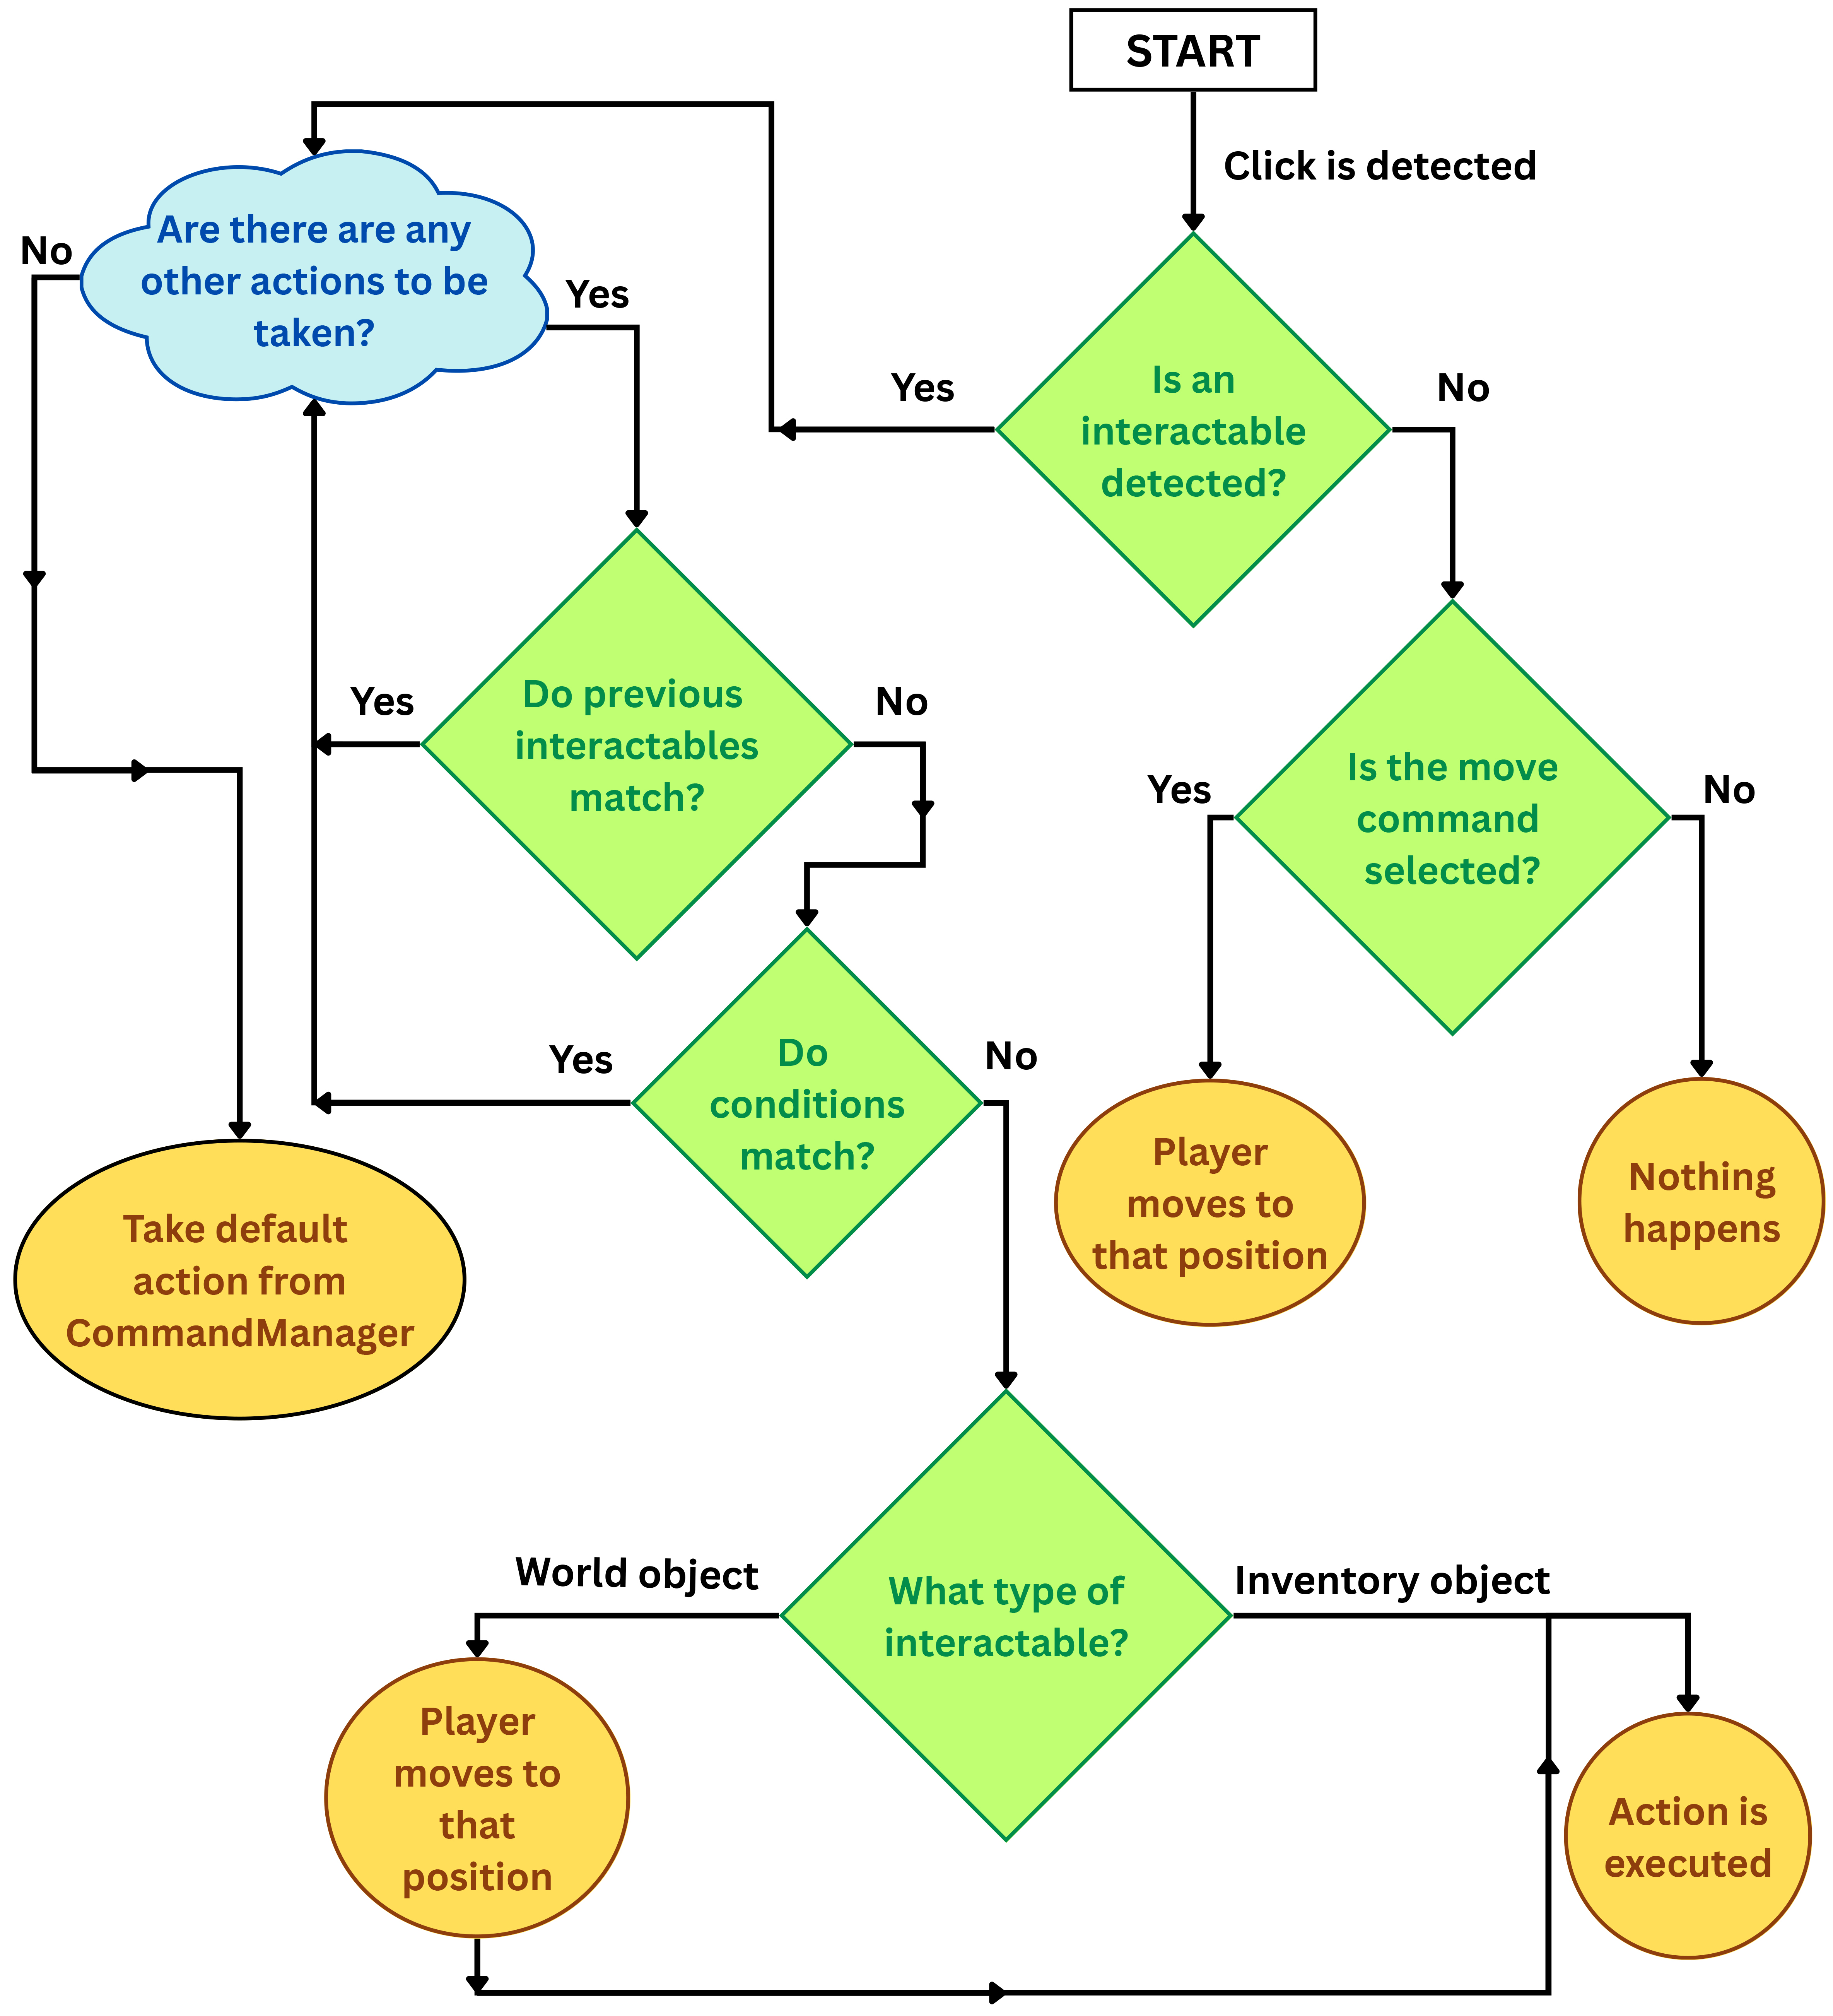 START
Click is detected
Are there are any
other actions to be
taken?
No
Yes
Is an
interactable
detected?
Yes
No
Do previous
interactables
match?
Yes
No
Is the move
command
selected?
Yes
No
Do
conditions
match?
Yes
No
Player
moves to
that position
Nothing
happens
Take default
action from
CommandManager
What type of
interactable?
World object
Inventory object
Player
moves to
that
position
Action is
executed